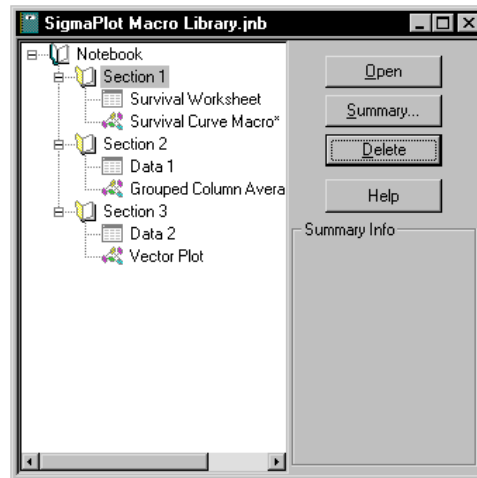 SigmaPlot Macro Library.jnb
Notebook
Section 1
Survival Worksheet
Survival Curve Macro*
Section 2
Data 1
Grouped Column Avera
Section 3
Data 2
Vector Plot
Open
Summary...
Delete
Help
Summary Info